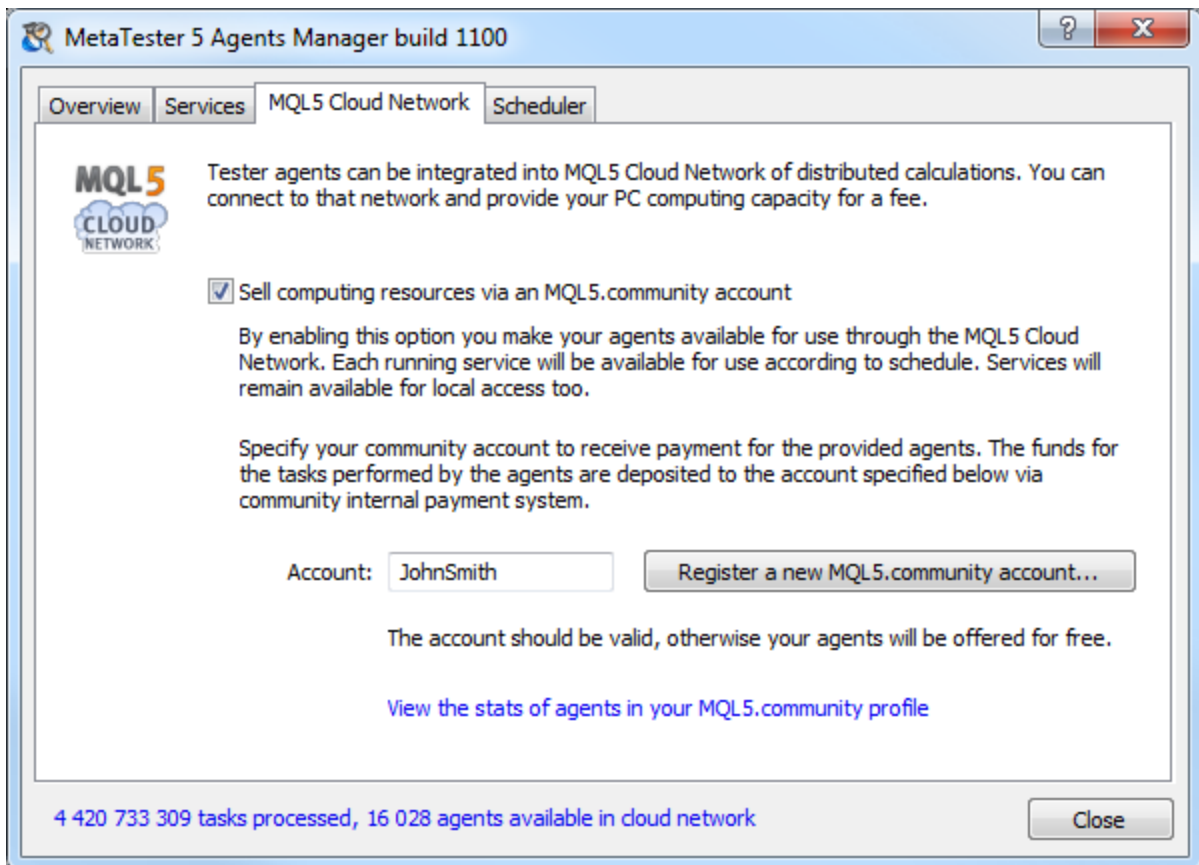 MetaTester 5 Agents Manager build 1100
Overview Services MQL5 Cloud Network Scheduler
MQL5
CLOUD
NETWORK
Tester agents can be integrated into MQL5 Cloud Network of distributed calculations. You can
connect to that network and provide your PC computing capacity for a fee.
Sell computing resources via an MQL5.community account
By enabling this option you make your agents available for use through the MQL5 Cloud
Network. Each running service will be available for use according to schedule. Services will
remain available for local access too.
Specify your community account to receive payment for the provided agents. The funds for
the tasks performed by the agents are deposited to the account specified below via
community internal payment system.
Account: JohnSmith Register a new MQL5.community account...
The account should be valid, otherwise your agents will be offered for free.
View the stats of agents in your MQL5.community profile
4 420 733 309 tasks processed, 16 028 agents available in cloud network Close